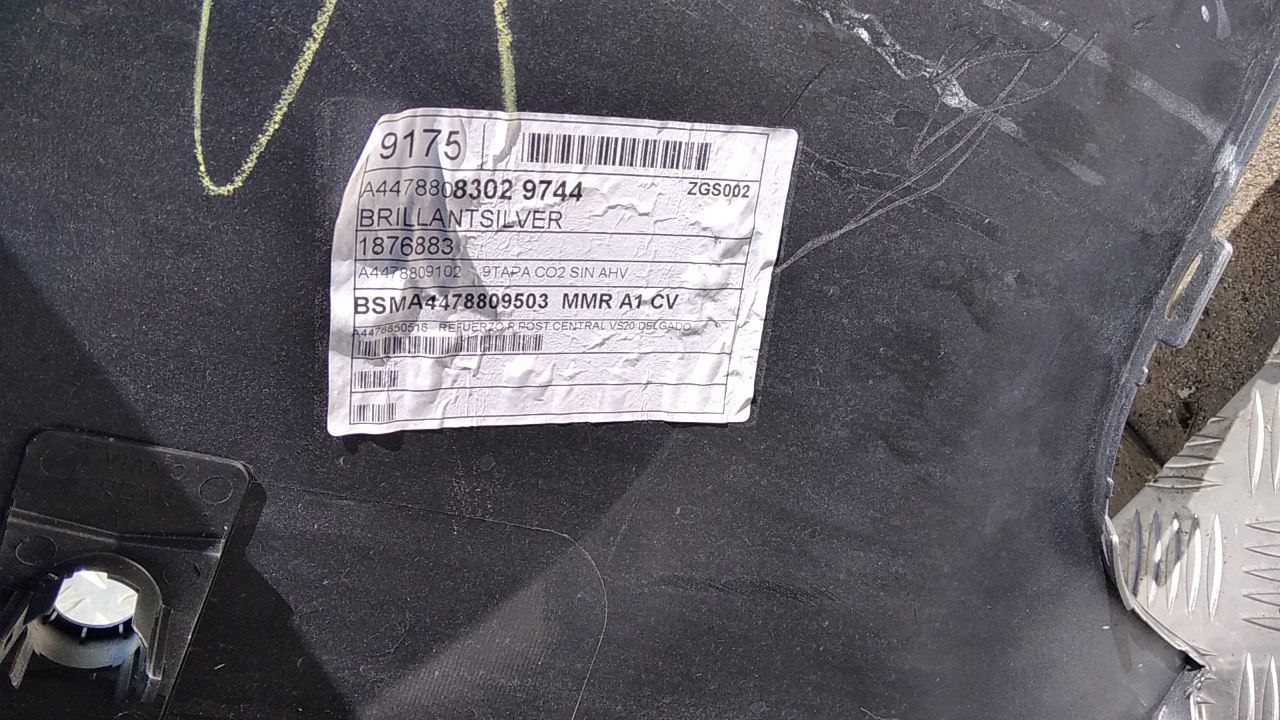 9175
A4478808302 9744 ZGS002
BRILLANTSILVER
1876883
A4478809102 9TAPA CO2 SIN AHV
BSMA4478809503 MMR A1 CV
A4478850516 REFUERZO P.POST.CENTRAL VS20 DELGADO
VIANO
REAR